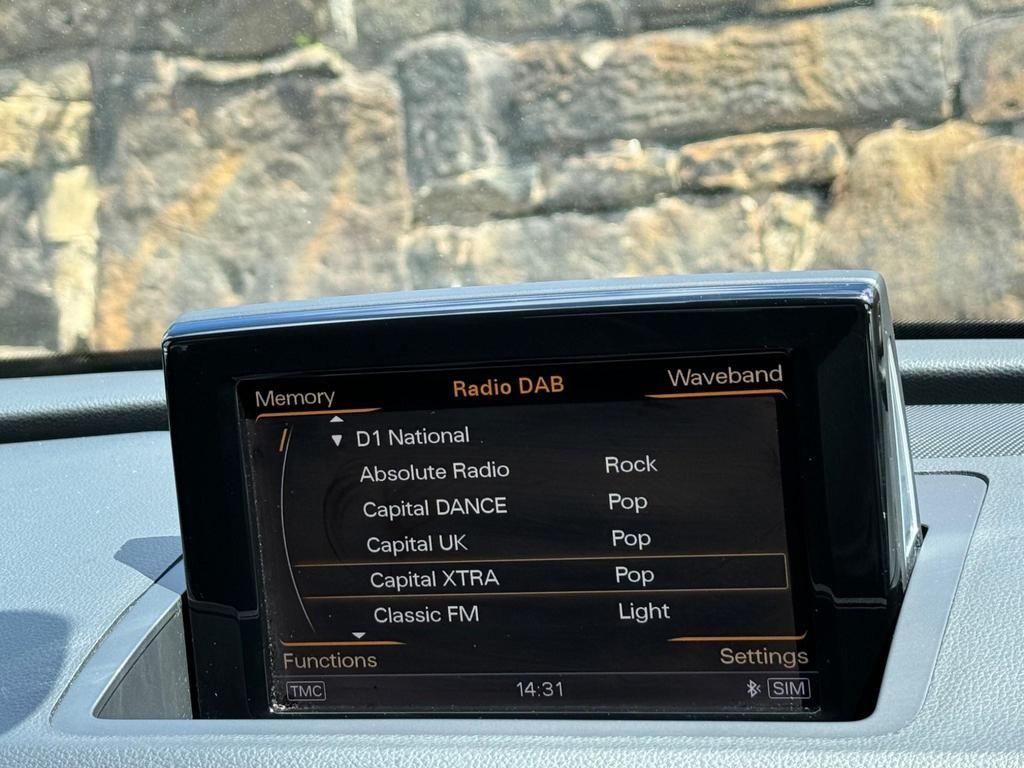 Memory Radio DAB Waveband
D1 National
Absolute Radio Rock
Capital DANCE Pop
Capital UK Pop
Capital XTRA Pop
Classic FM Light
Functions Settings
TMC 14:31 SIM